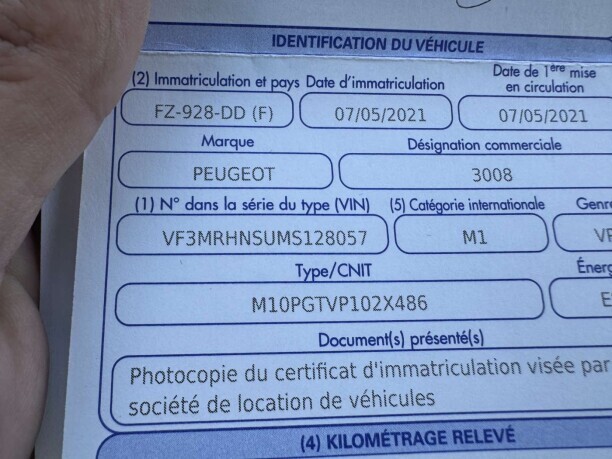 IDENTIFICATION DU VÉHICULE
(2) Immatriculation et pays Date d'immatriculation Date de 1ère mise en circulation
FZ-928-DD (F) 07/05/2021 07/05/2021
Marque Désignation commerciale
PEUGEOT 3008
(1) N° dans la série du type (VIN) (5) Catégorie internationale
VF3MRHNSUMS128057 M1
Type/CNIT
M10PGTVP102X486
Document(s) présenté(s)
Photocopie du certificat d'immatriculation visée par
société de location de véhicules
(4) KILOMÉTRAGE RELEVÉ